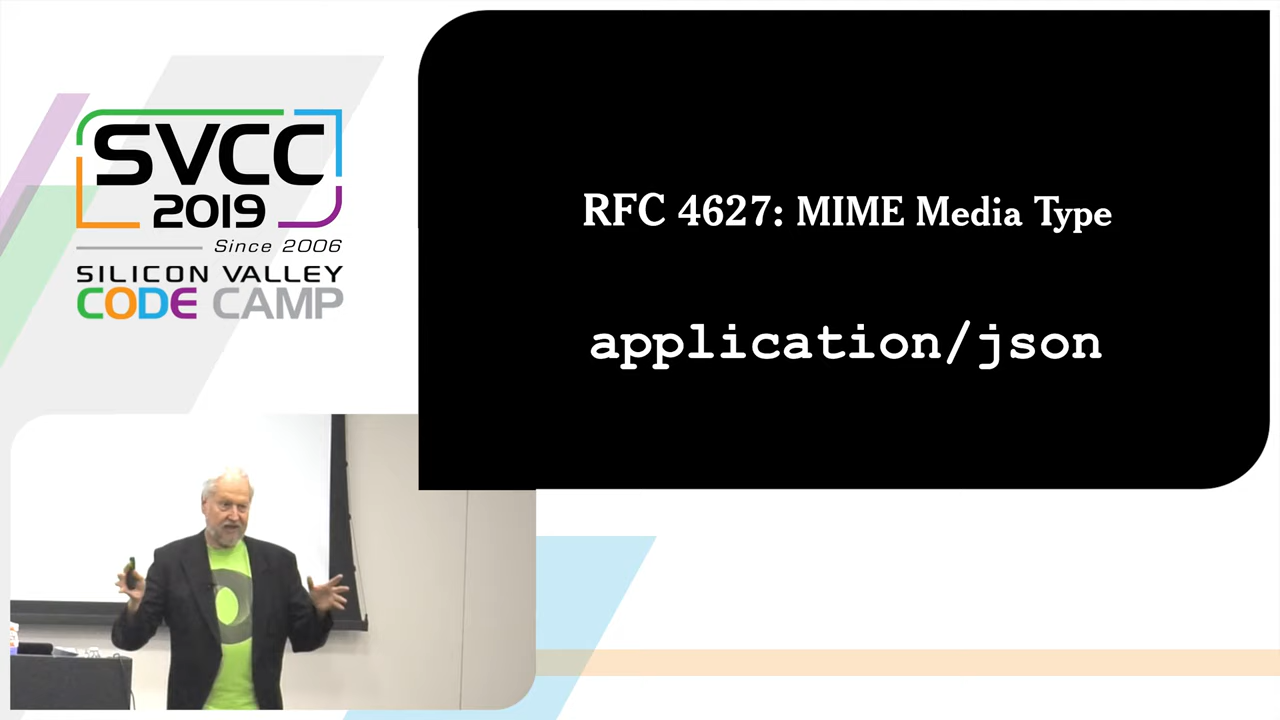 SVCC
2019
Since 2006
SILICON VALLEY
CODE CAMP
RFC 4627: MIME Media Type
application/json